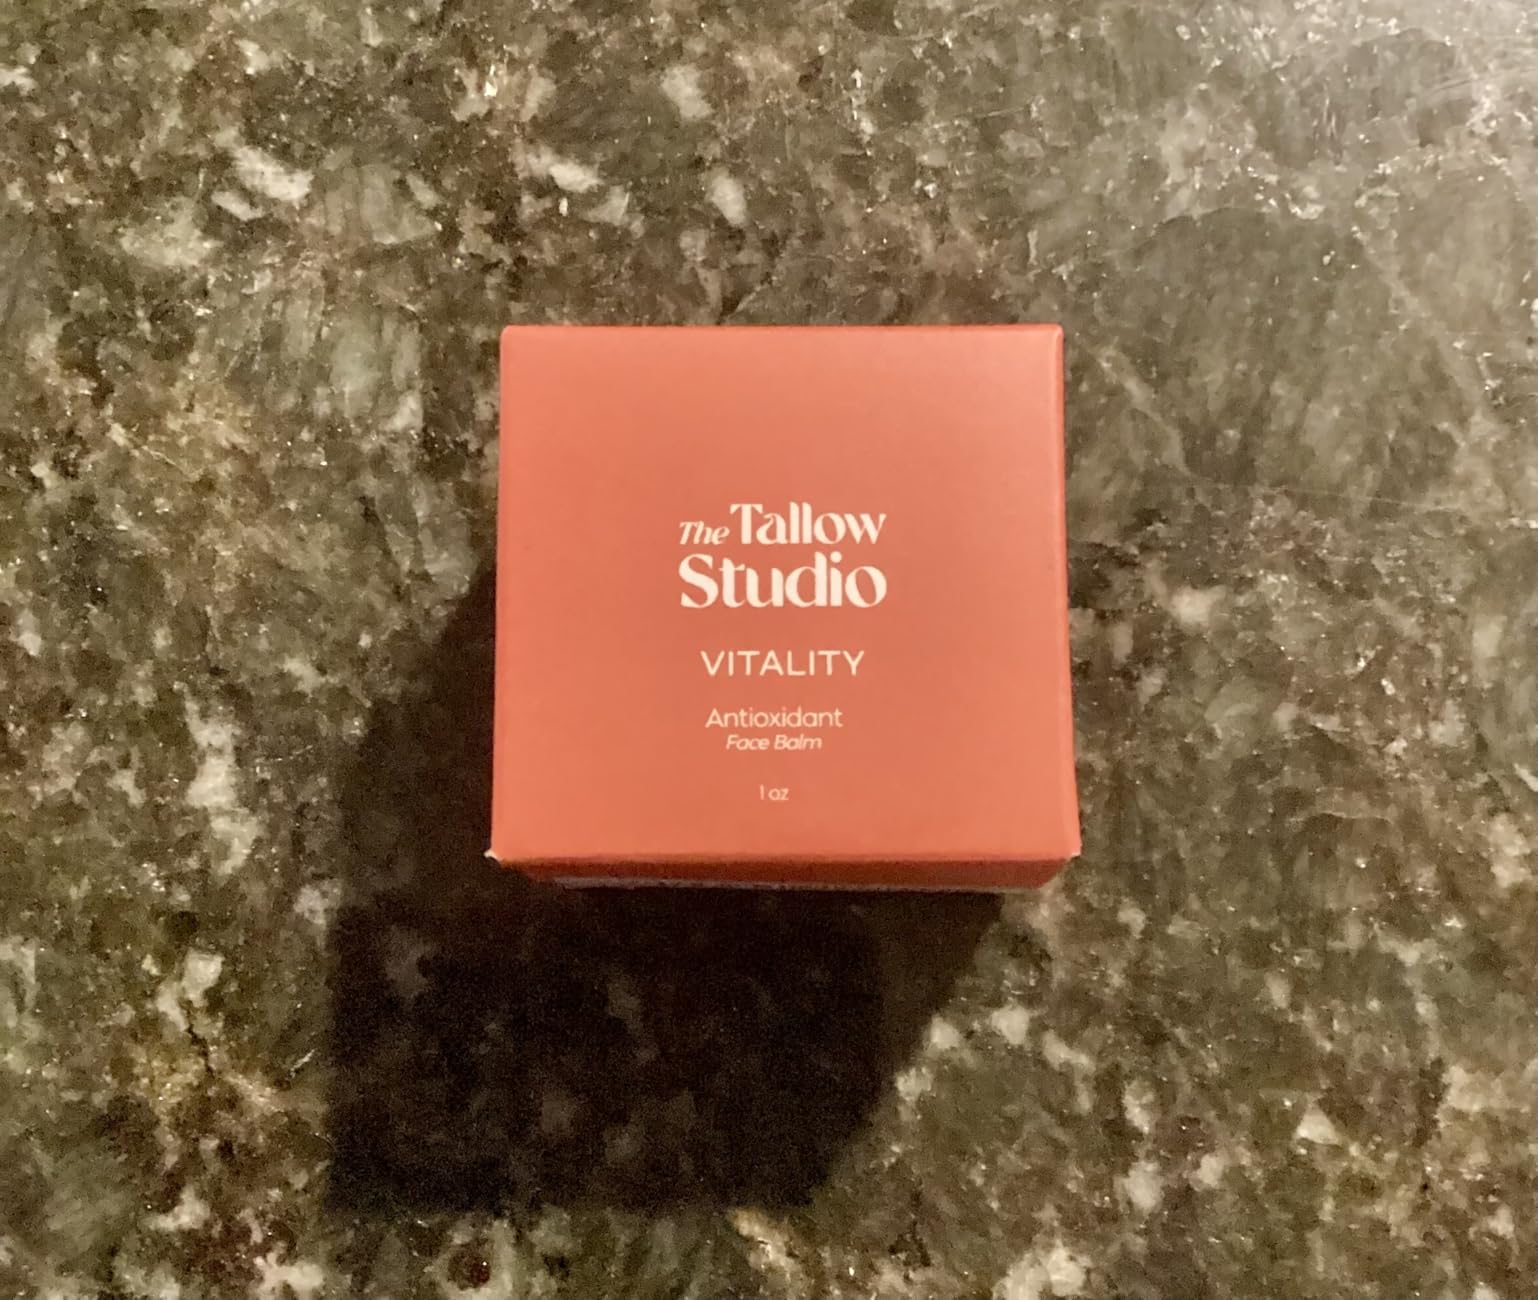 The Tallow
Studio
VITALITY
Antioxidant
Face Balm
1 oz